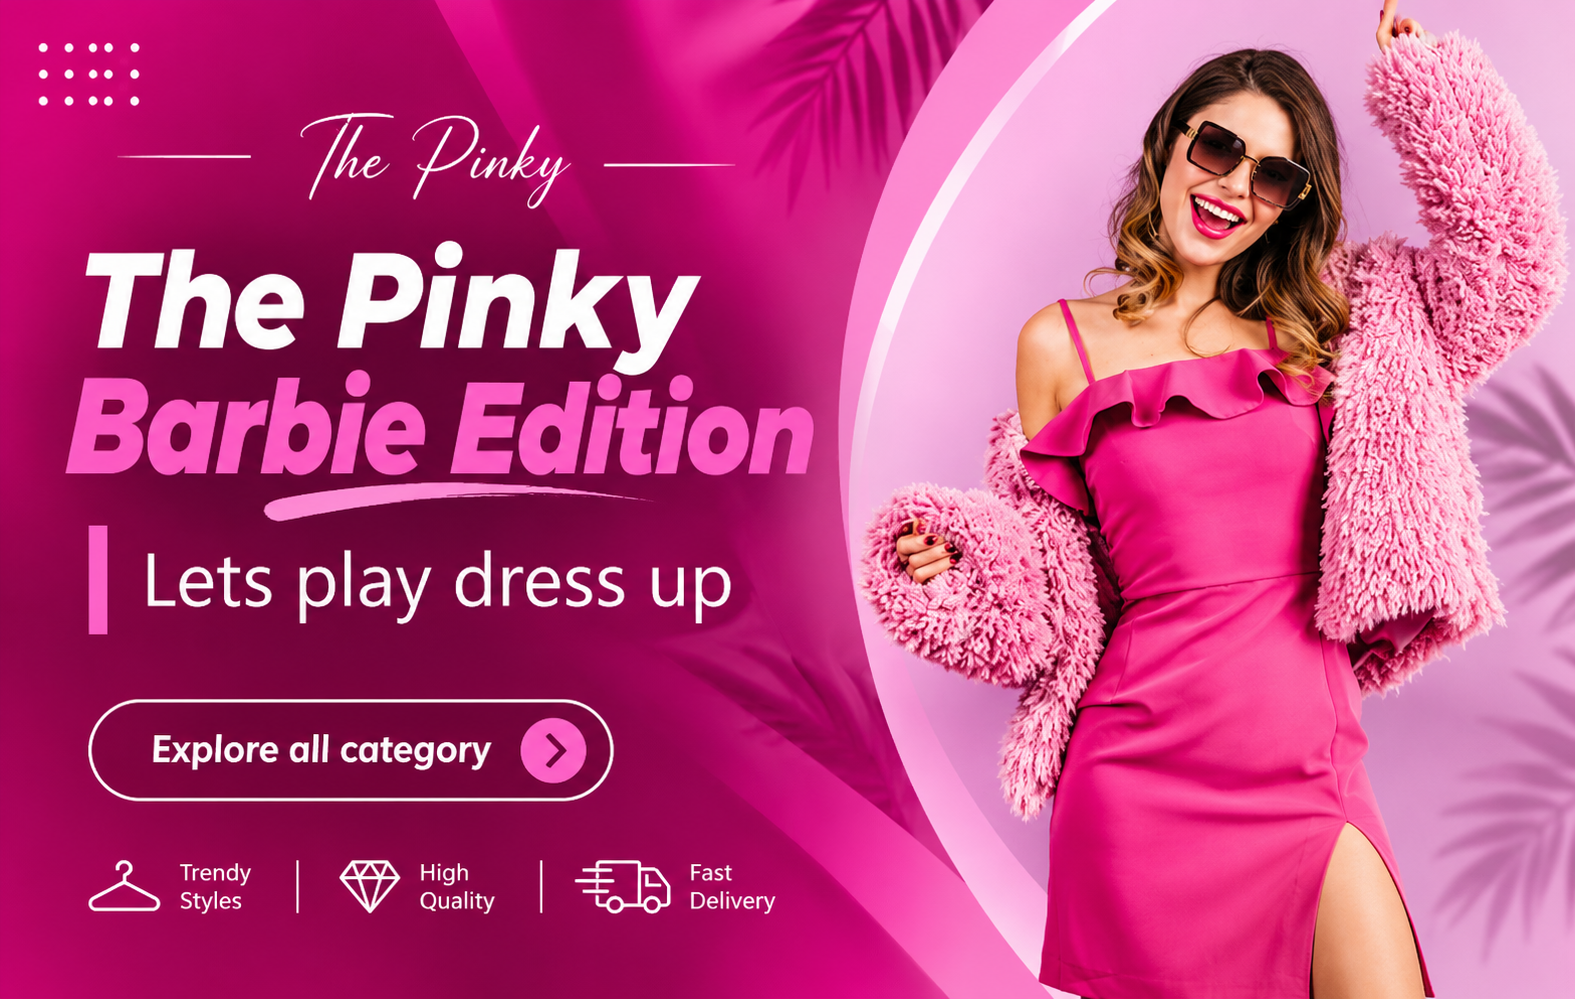 The Pinky
The Pinky
Barbie Edition
Lets play dress up
Explore all category
Trendy
Styles
High
Quality
Fast
Delivery